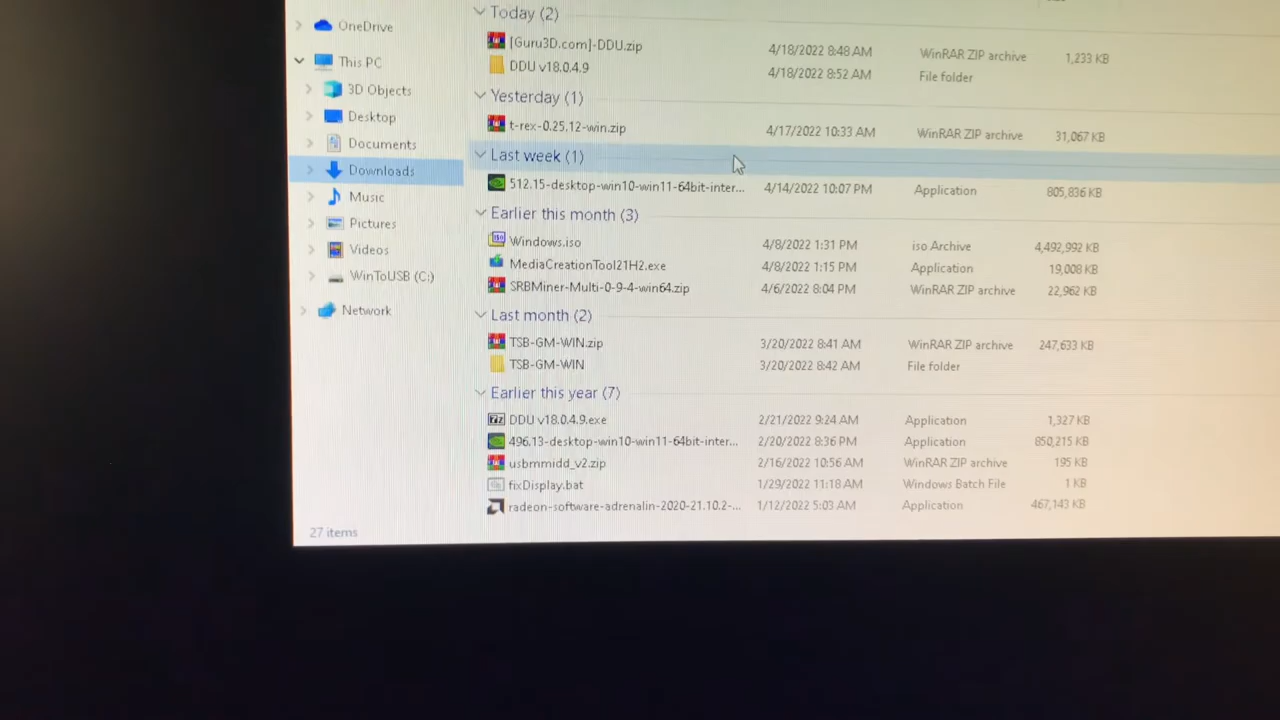 OneDrive
This PC
3D Objects
Desktop
Documents
Downloads
Music
Pictures
Videos
WinToUSB (C:)
Network
27 items
Today (2)
[Guru3D.com]-DDU.zip 4/18/2022 8:48 AM WinRAR ZIP archive 1,233 KB
DDU v18.0.4.9 4/18/2022 8:52 AM File folder
Yesterday (1)
t-rex-0.25.12-win.zip 4/17/2022 10:33 AM WinRAR ZIP archive 31,067 KB
Last week (1)
512.15-desktop-win10-win11-64bit-inter... 4/14/2022 10:07 PM Application 805,836 KB
Earlier this month (3)
Windows.iso 4/8/2022 1:31 PM iso Archive 4,492,992 KB
MediaCreationTool21H2.exe 4/8/2022 1:15 PM Application 19,008 KB
SRBMiner-Multi-0-9-4-win64.zip 4/6/2022 8:04 PM WinRAR ZIP archive 22,962 KB
Last month (2)
TSB-GM-WIN.zip 3/20/2022 8:41 AM WinRAR ZIP archive 247,633 KB
TSB-GM-WIN 3/20/2022 8:42 AM File folder
Earlier this year (7)
DDU v18.0.4.9.exe 2/21/2022 9:24 AM Application 1,327 KB
496.13-desktop-win10-win11-64bit-inter... 2/20/2022 8:36 PM Application 850,215 KB
usbmmidd_v2.zip 2/16/2022 10:56 AM WinRAR ZIP archive 195 KB
fixDisplay.bat 1/29/2022 11:18 AM Windows Batch File 1 KB
radeon-software-adrenalin-2020-21.10.2-... 1/12/2022 5:03 AM Application 467,143 KB